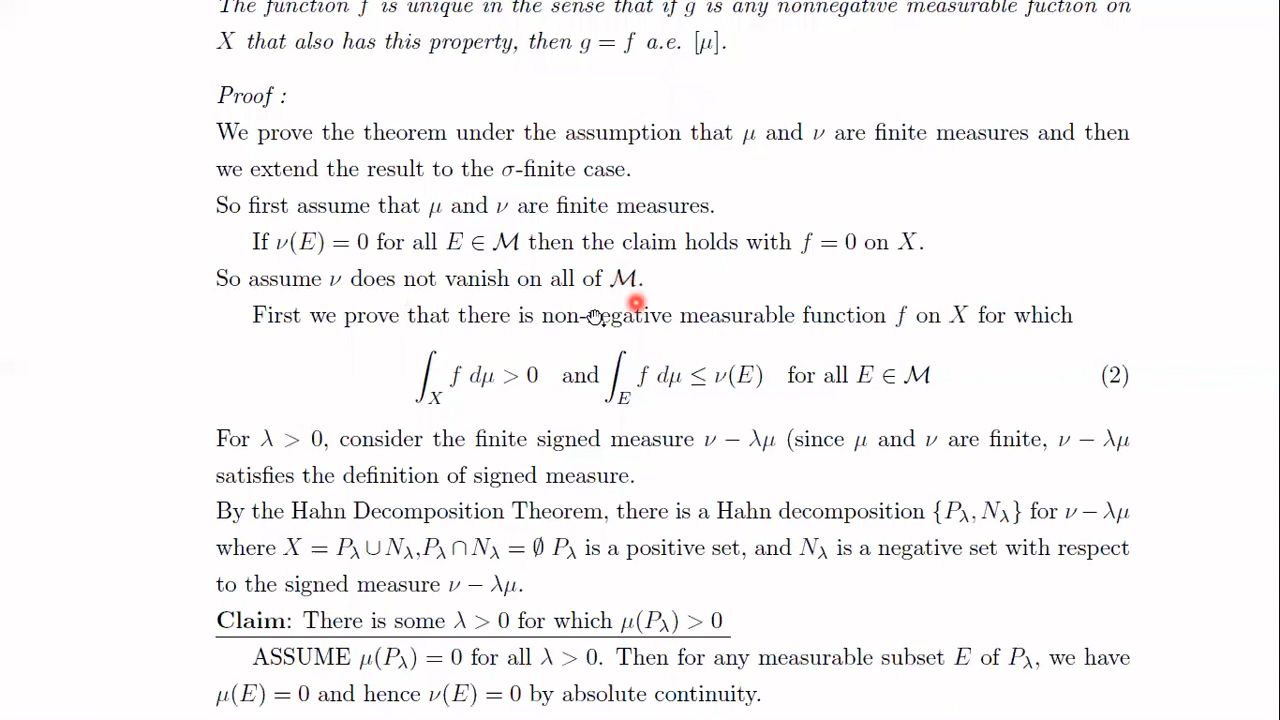 The function f is unique in the sense that if g is any nonnegative measurable fuction on
X that also has this property, then g = f a.e. [μ].
Proof :
We prove the theorem under the assumption that μ and ν are finite measures and then
we extend the result to the σ-finite case.
So first assume that μ and ν are finite measures.
If ν(E) = 0 for all E ∈ ℳ then the claim holds with f = 0 on X.
So assume ν does not vanish on all of ℳ.
First we prove that there is non-negative measurable function f on X for which
∫_X f dμ > 0 and ∫_E f dμ ≤ ν(E) for all E ∈ ℳ (2)
For λ > 0, consider the finite signed measure ν − λμ (since μ and ν are finite, ν − λμ
satisfies the definition of signed measure.
By the Hahn Decomposition Theorem, there is a Hahn decomposition {P_λ, N_λ} for ν − λμ
where X = P_λ ∪ N_λ,P_λ ∩ N_λ = ∅ P_λ is a positive set, and N_λ is a negative set with respect
to the signed measure ν − λμ.
Claim: There is some λ > 0 for which μ(P_λ) > 0
ASSUME μ(P_λ) = 0 for all λ > 0. Then for any measurable subset E of P_λ, we have
μ(E) = 0 and hence ν(E) = 0 by absolute continuity.